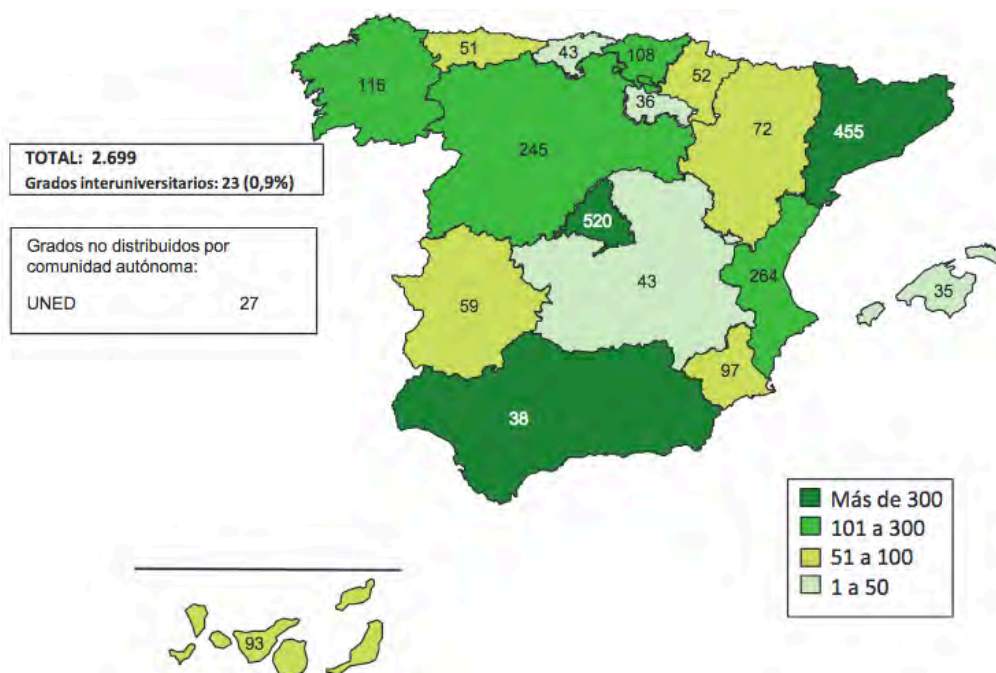 51
43
108
116
52
36
72
455
245
TOTAL: 2.699
Grados interuniversitarios: 23 (0,9%)
520
Grados no distribuidos por
comunidad autónoma:
UNED 27
43
264
35
59
97
38
Más de 300
101 a 300
51 a 100
1 a 50
93